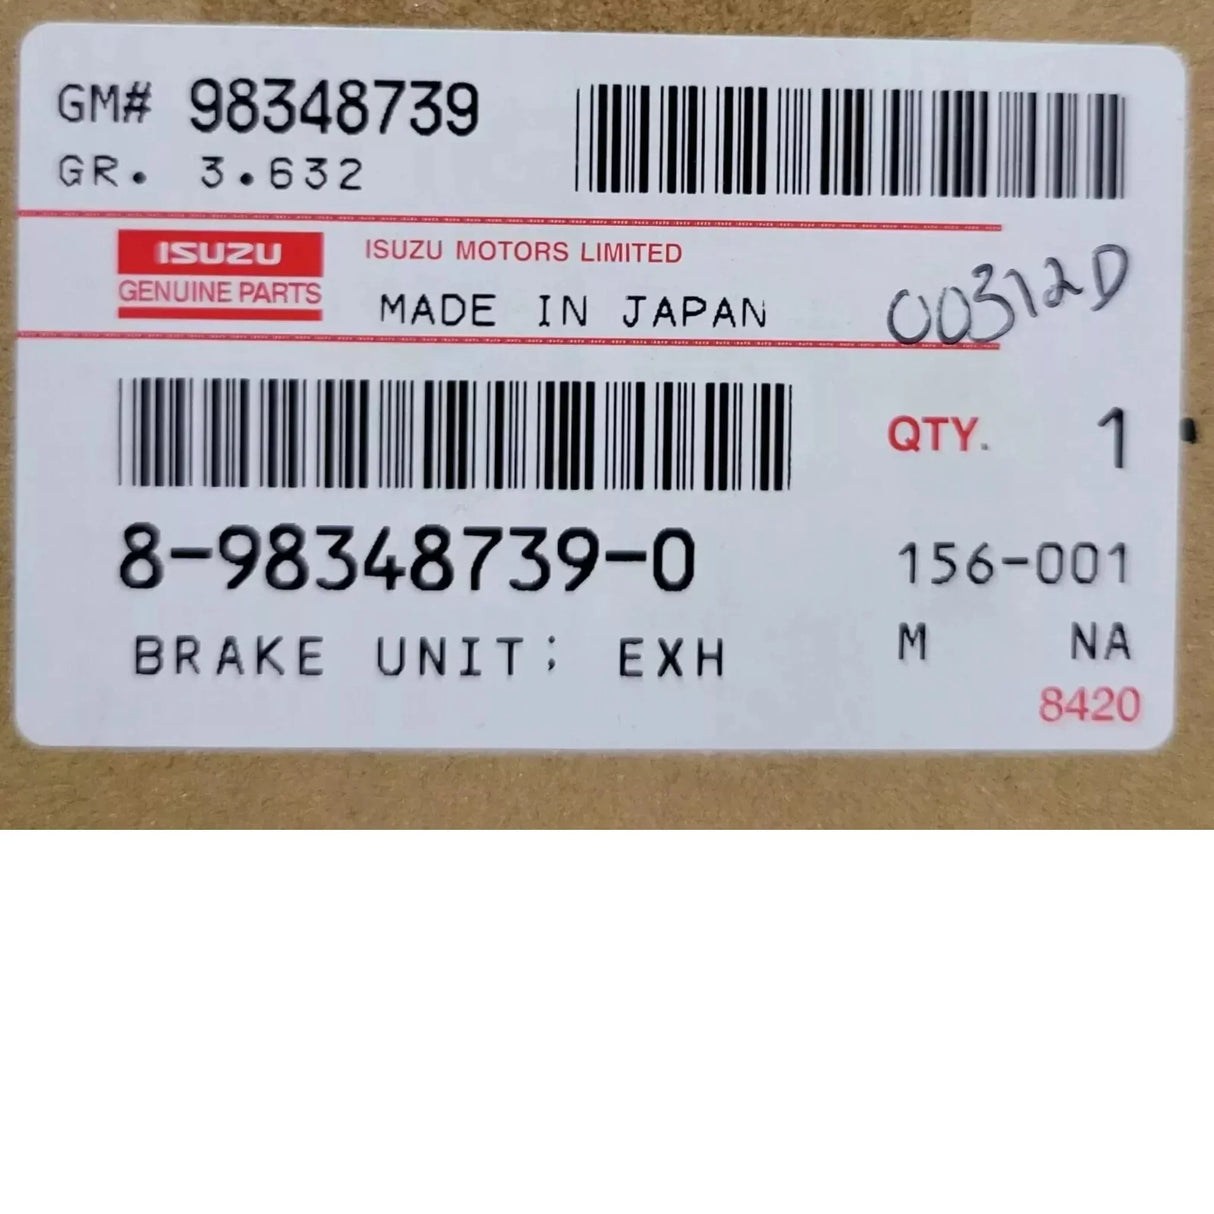 GM# 98348739
GR. 3.632
ISUZU
GENUINE PARTS
ISUZU MOTORS LIMITED
MADE IN JAPAN
00312D
QTY. 1
8-98348739-0
156-001
BRAKE UNIT; EXH
M NA
8420